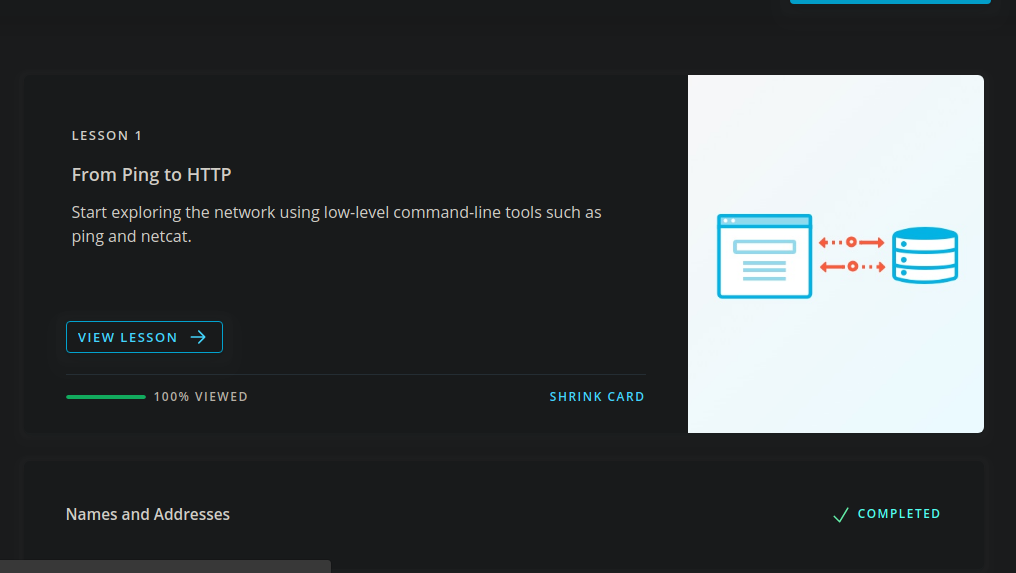 LESSON 1
From Ping to HTTP
Start exploring the network using low-level command-line tools such as
ping and netcat.
VIEW LESSON
100% VIEWED
SHRINK CARD
Names and Addresses
COMPLETED